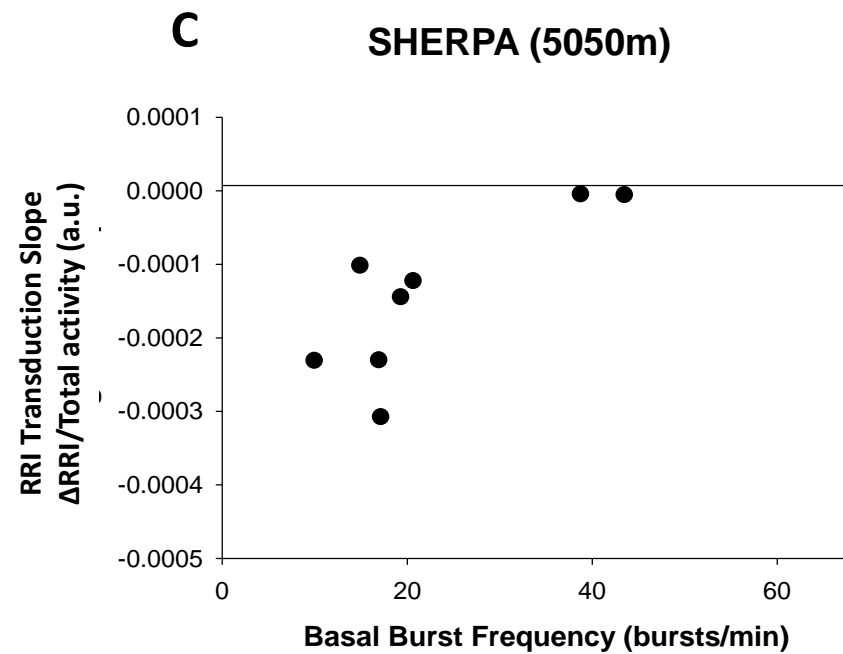 C
SHERPA (5050m)
RRI Transduction Slope
ΔRRI/Total activity (a.u.)
0.0001
0.0000
-0.0001
-0.0002
-0.0003
-0.0004
-0.0005
0 20 40 60
Basal Burst Frequency (bursts/min)